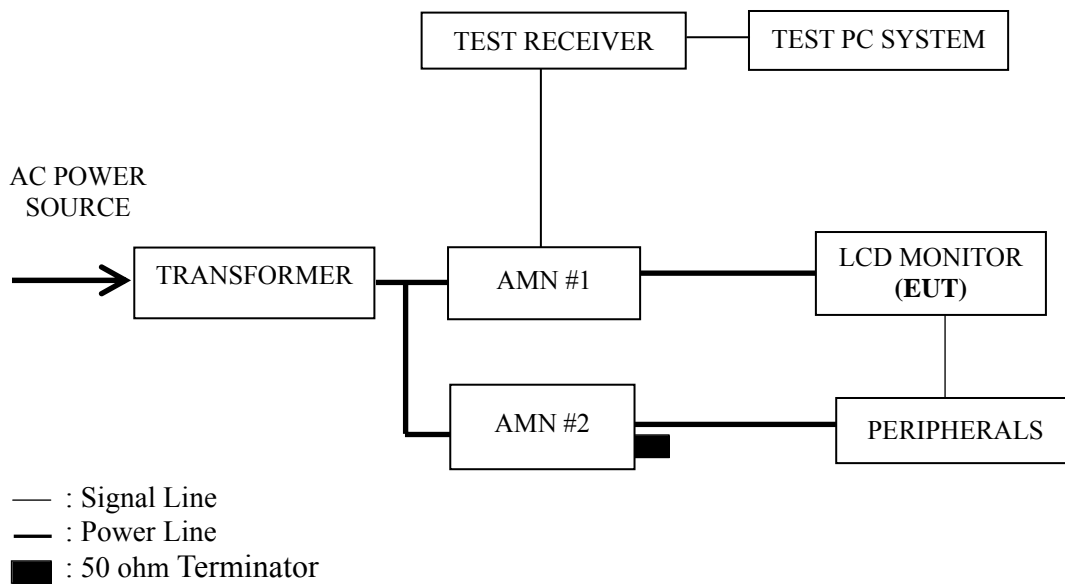 TEST RECEIVER
TEST PC SYSTEM
AC POWER
SOURCE
TRANSFORMER
AMN #1
LCD MONITOR
(EUT)
AMN #2
PERIPHERALS
: Signal Line
: Power Line
: 50 ohm Terminator